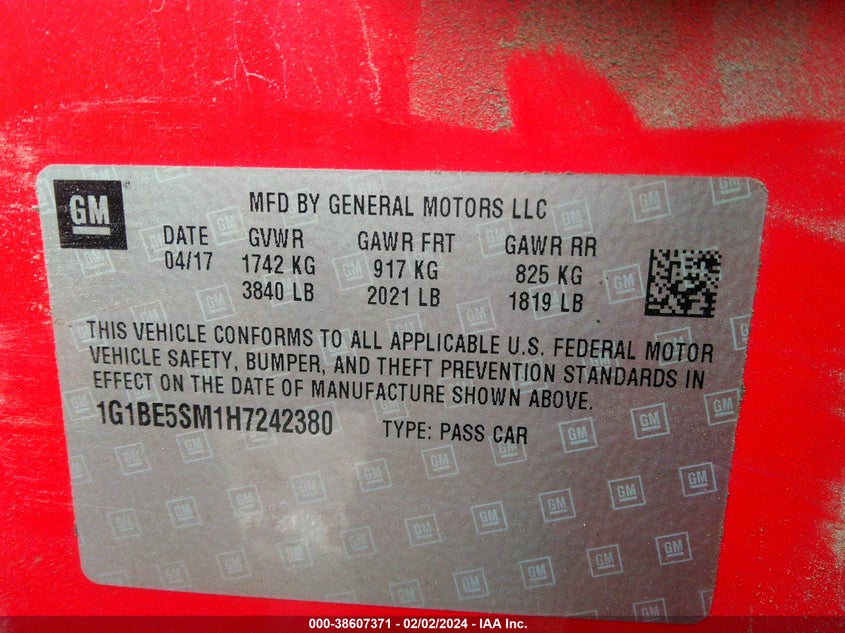 GM
MFD BY GENERAL MOTORS LLC
DATE GVWR GAWR FRT GAWR RR
04/17 1742 KG 917 KG 825 KG
3840 LB 2021 LB 1819 LB
THIS VEHICLE CONFORMS TO ALL APPLICABLE U.S. FEDERAL MOTOR
VEHICLE SAFETY, BUMPER, AND THEFT PREVENTION STANDARDS IN
EFFECT ON THE DATE OF MANUFACTURE SHOWN ABOVE.
1G1BE5SM1H7242380 TYPE: PASS CAR
000-38607371 - 02/02/2024 - IAA Inc.